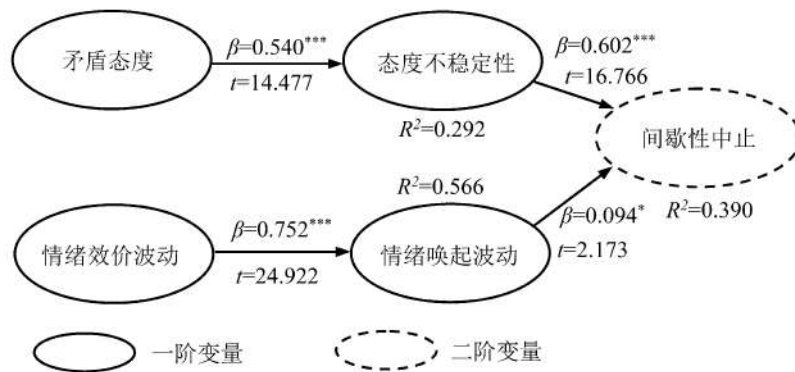 矛盾态度
β=0.540***
t=14.477
态度不稳定性
β=0.602***
t=16.766
R²=0.292
间歇性中止
R²=0.390
情绪效价波动
β=0.752***
t=24.922
R²=0.566
情绪唤起波动
β=0.094*
t=2.173
一阶变量
二阶变量